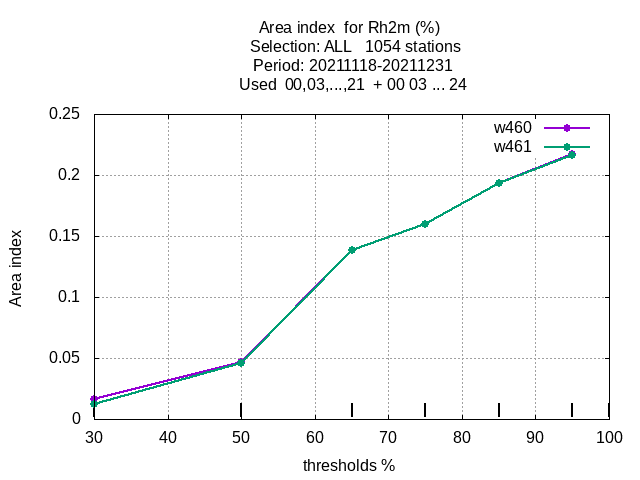 Area index  for Rh2m (%)
Selection: ALL   1054 stations
Period: 20211118-20211231
Used  00,03,...,21  + 00 03 ... 24
0.25
w460
w461
0.2
0.15
0.1
0.05
0
Area index
30 40 50 60 70 80 90 100
thresholds %